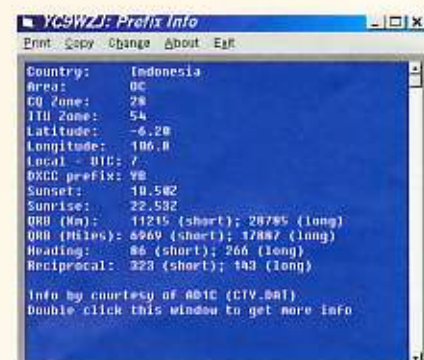 YC9WZJ: Prefix Info
Print Copy Change About Exit
Country: Indonesia
Area: OC
CQ Zone: 28
ITU Zone: 54
Latitude: -6.20
Longitude: 106.8
Local - UTC: 7
DXCC prefix: YB
Sunset: 10.50Z
Sunrise: 22.53Z
QRB (Km): 11215 (short); 28785 (long)
QRB (Miles): 6969 (short); 17887 (long)
Heading: 86 (short); 266 (long)
Reciprocal: 323 (short); 143 (long)
Info by courtesy of AD1C (CTY.DAT)
Double click this window to get more info